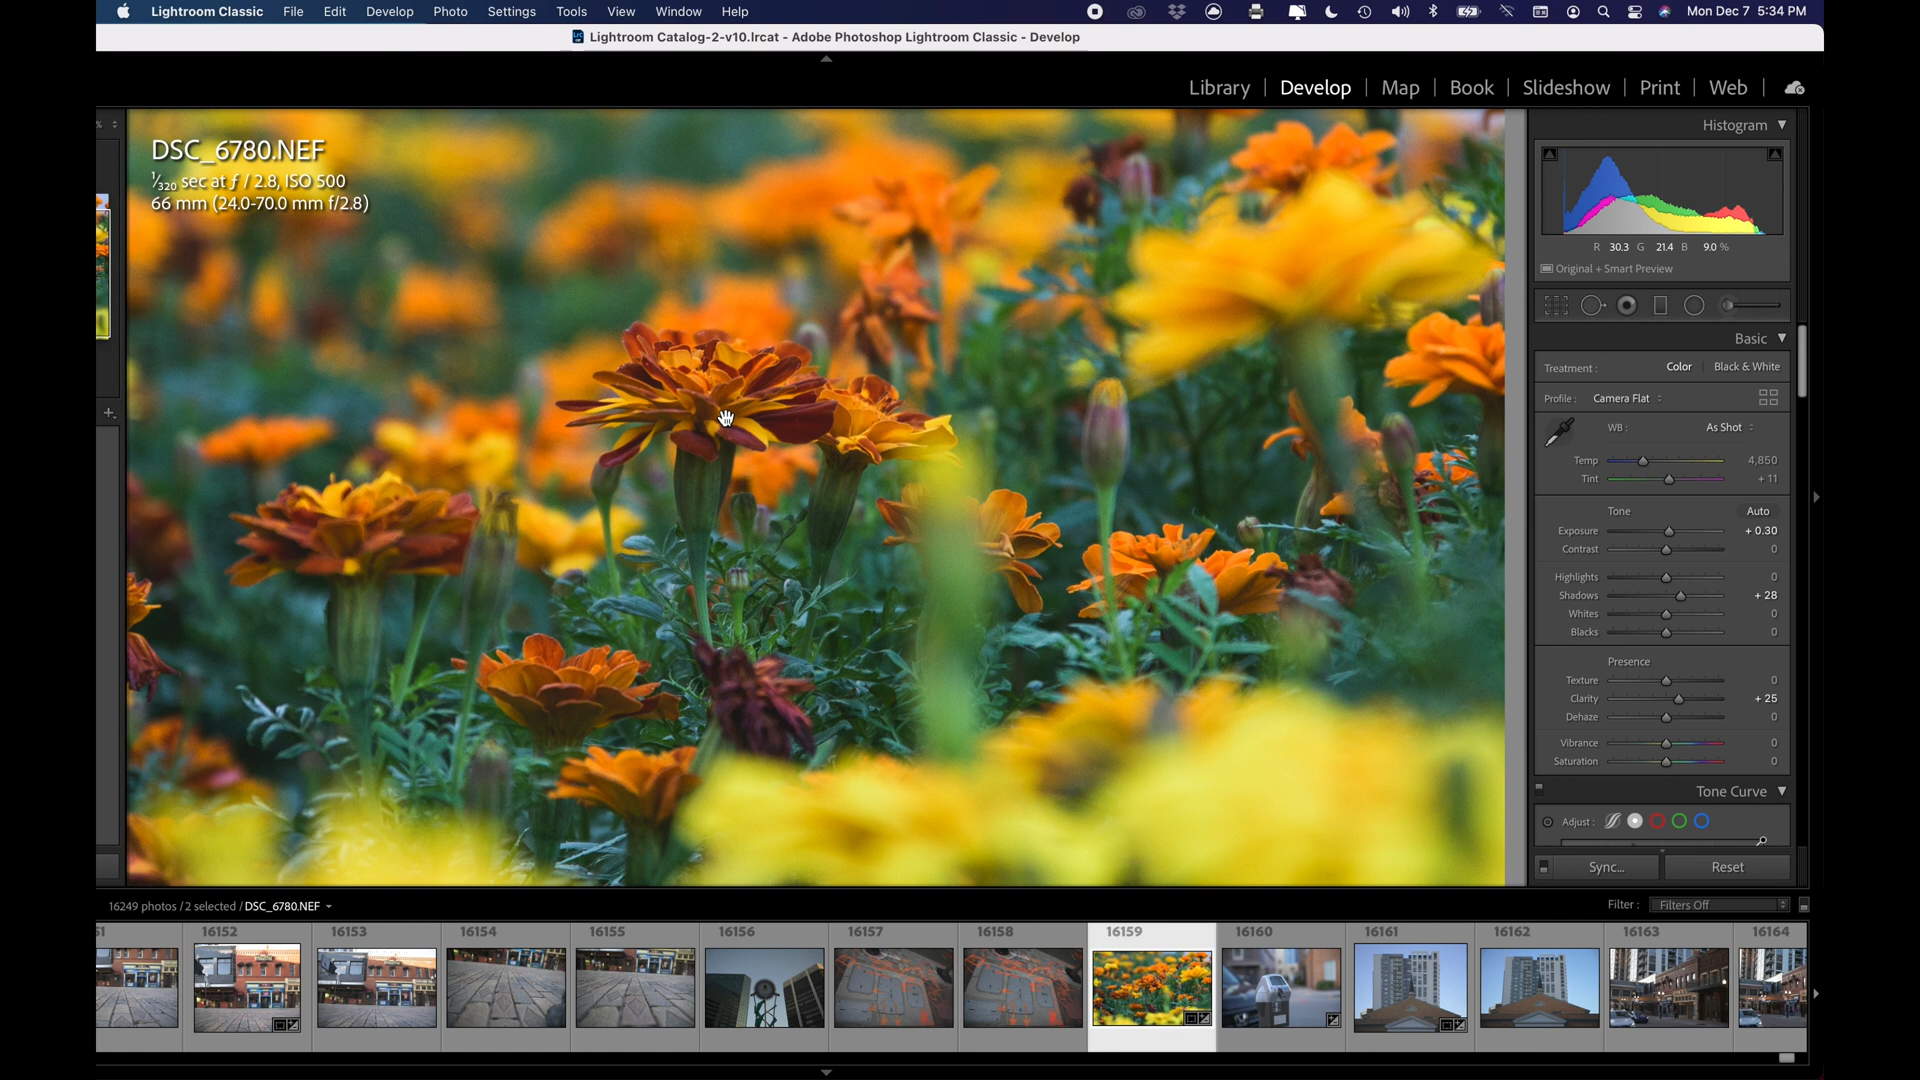 Lightroom Classic File Edit Develop Photo Settings Tools View Window Help Mon Dec 7 5:34 PM
Lightroom Catalog-2-v10.lrcat - Adobe Photoshop Lightroom Classic - Develop
Library | Develop | Map | Book | Slideshow | Print | Web |
%
Histogram
DSC_6780.NEF
1/320 sec at ƒ / 2.8, ISO 500
66 mm (24.0-70.0 mm f/2.8)
R 30.3 G 21.4 B 9.0 %
Original + Smart Preview
Basic
Treatment : Color | Black & White
Profile : Camera Flat
WB : As Shot
Temp 4,850
Tint + 11
Tone Auto
Exposure + 0.30
Contrast 0
Highlights 0
Shadows + 28
Whites 0
Blacks 0
Presence
Texture 0
Clarity + 25
Dehaze 0
Vibrance 0
Saturation 0
Tone Curve
Adjust :
Sync... Reset
16249 photos / 2 selected / DSC_6780.NEF
Filter : Filters Off
51 16152 16153 16154 16155 16156 16157 16158 16159 16160 16161 16162 16163 16164